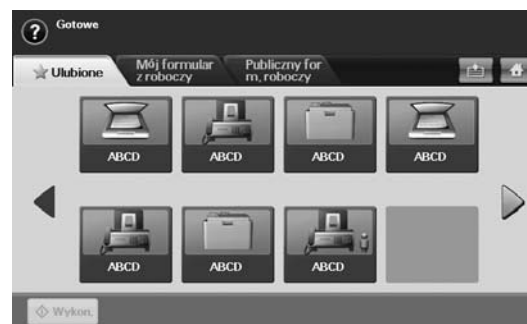 Gotowe
Ulubione
Mój formular
z roboczy
Publiczny for
m, roboczy
ABCD
ABCD
ABCD
ABCD
ABCD
ABCD
ABCD
Wykon.